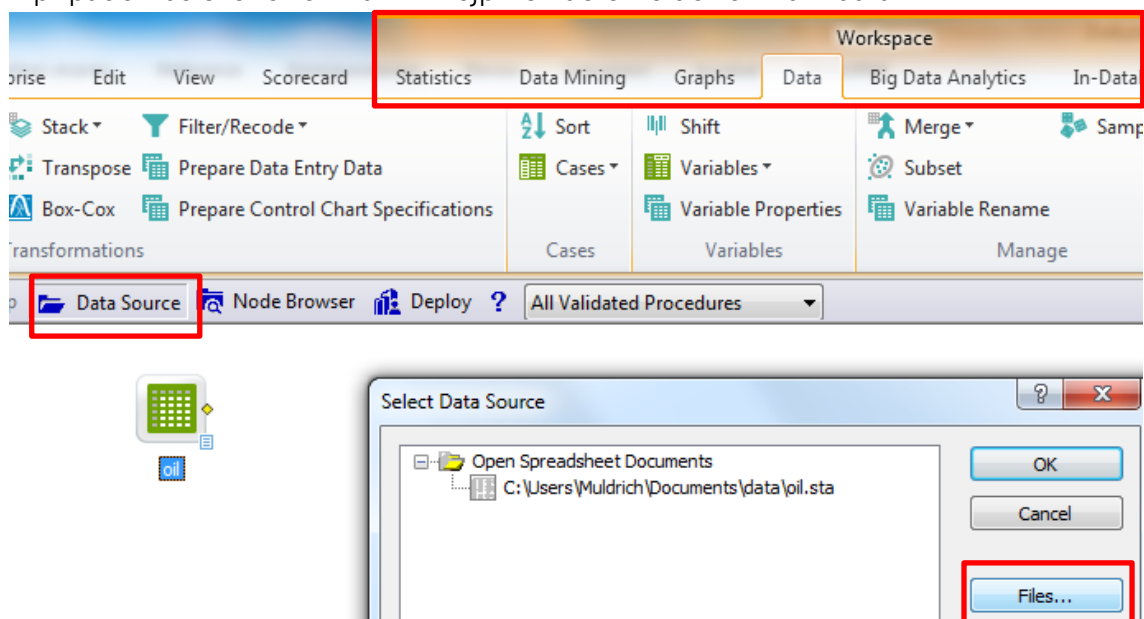 Workspace
Edit View Scorecard Statistics Data Mining Graphs Data Big Data Analytics In-Data
Stack Filter/Recode Sort Shift Merge Samp
Transpose Prepare Data Entry Data Cases Variables Subset
Box-Cox Prepare Control Chart Specifications Variable Properties Variable Rename
ransformations Cases Variables Manage
Data Source Node Browser Deploy ? All Validated Procedures
Select Data Source ? X
Open Spreadsheet Documents OK
C:\Users\Muldrich\Documents\data\oil.sta
oil
Cancel
Files...